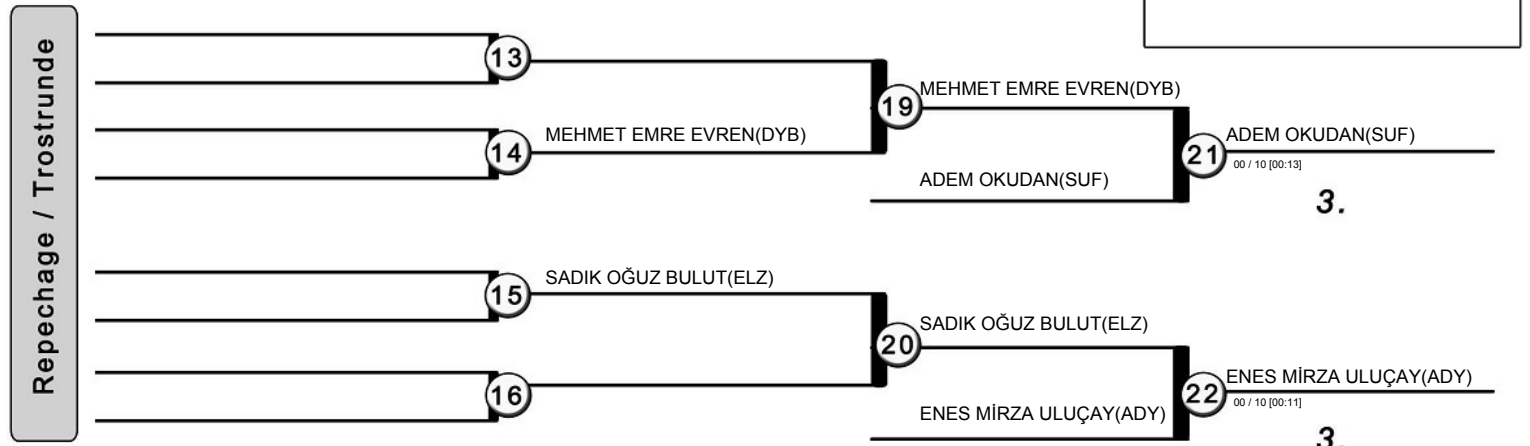 Repechage / Trostrunde
13
14
MEHMET EMRE EVREN(DYB)
19
MEHMET EMRE EVREN(DYB)
ADEM OKUDAN(SUF)
21
ADEM OKUDAN(SUF)
00 / 10 [00:13]
3.
15
SADIK OĞUZ BULUT(ELZ)
16
20
SADIK OĞUZ BULUT(ELZ)
ENES MİRZA ULUÇAY(ADY)
22
ENES MİRZA ULUÇAY(ADY)
00 / 10 [00:11]
3.